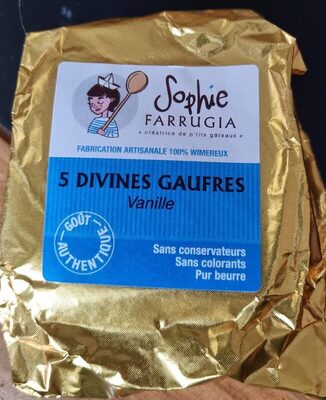 Sophie
FARRUGIA
créatrice de p'tits gâteaux
FABRICATION ARTISANALE 100% WIMEREUX
5 DIVINES GAUFRES
Vanille
GOÛT
AUTHENTIQUE
Sans conservateurs
Sans colorants
Pur beurre